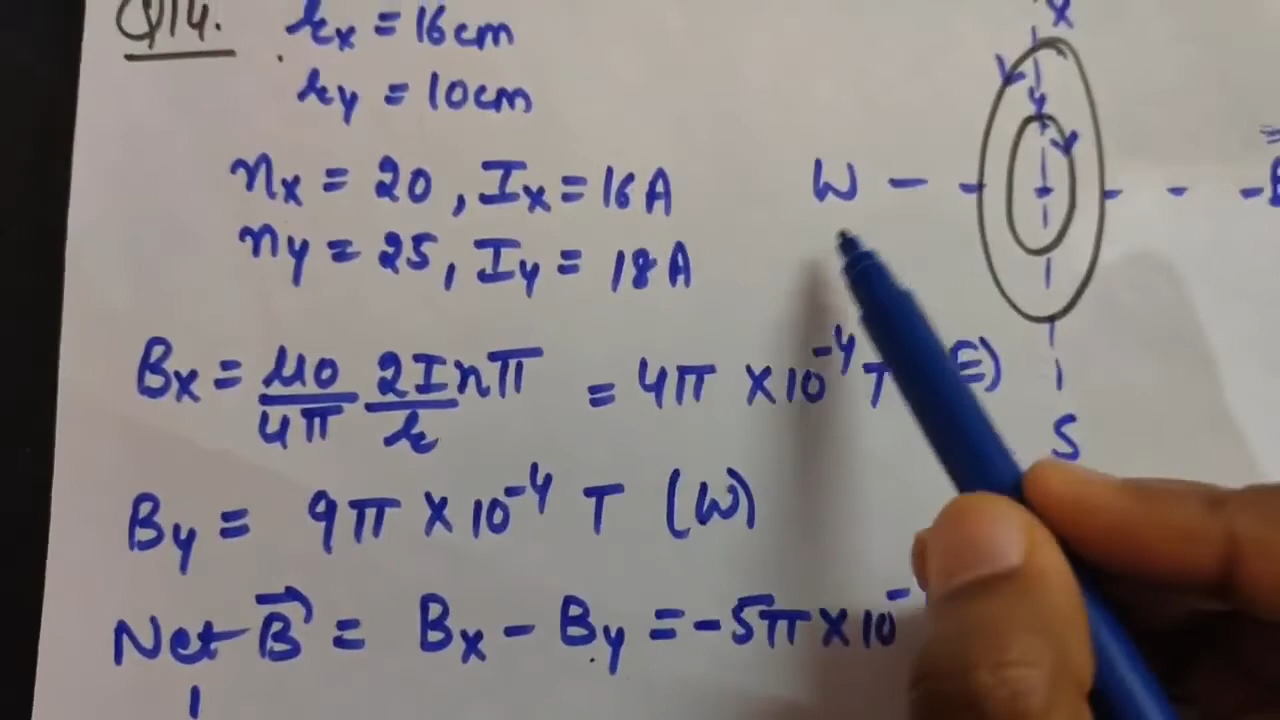 Q14. rx = 16cm
ry = 10cm
nx = 20, Ix = 16A
ny = 25, Iy = 18A
X
Y
W
S
Bx = μ0/4π 2Inπ/r = 4π × 10⁻⁴ T E)
By = 9π × 10⁻⁴ T (W)
Net B⃗ = Bx - By = -5π × 10⁻